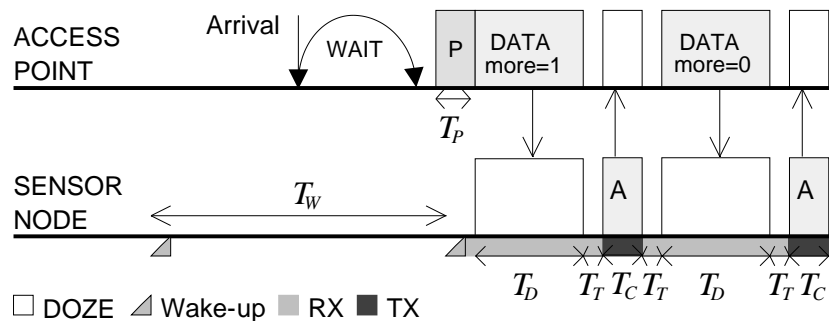 Arrival
ACCESS
POINT
WAIT
P
DATA
more=1
DATA
more=0
T_P
SENSOR
NODE
T_W
A
A
T_D T_T T_C T_T T_D T_T T_C
DOZE Wake-up RX TX